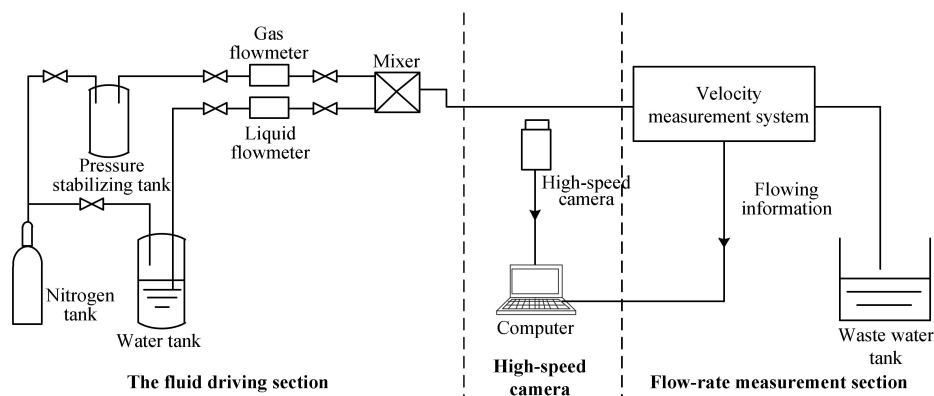 Gas
flowmeter
Mixer
Liquid
flowmeter
Pressure
stabilizing tank
Nitrogen
tank
Water tank
The fluid driving section
High-speed
camera
Computer
High-speed
camera
Velocity
measurement system
Flowing
information
Waste water
tank
Flow-rate measurement section